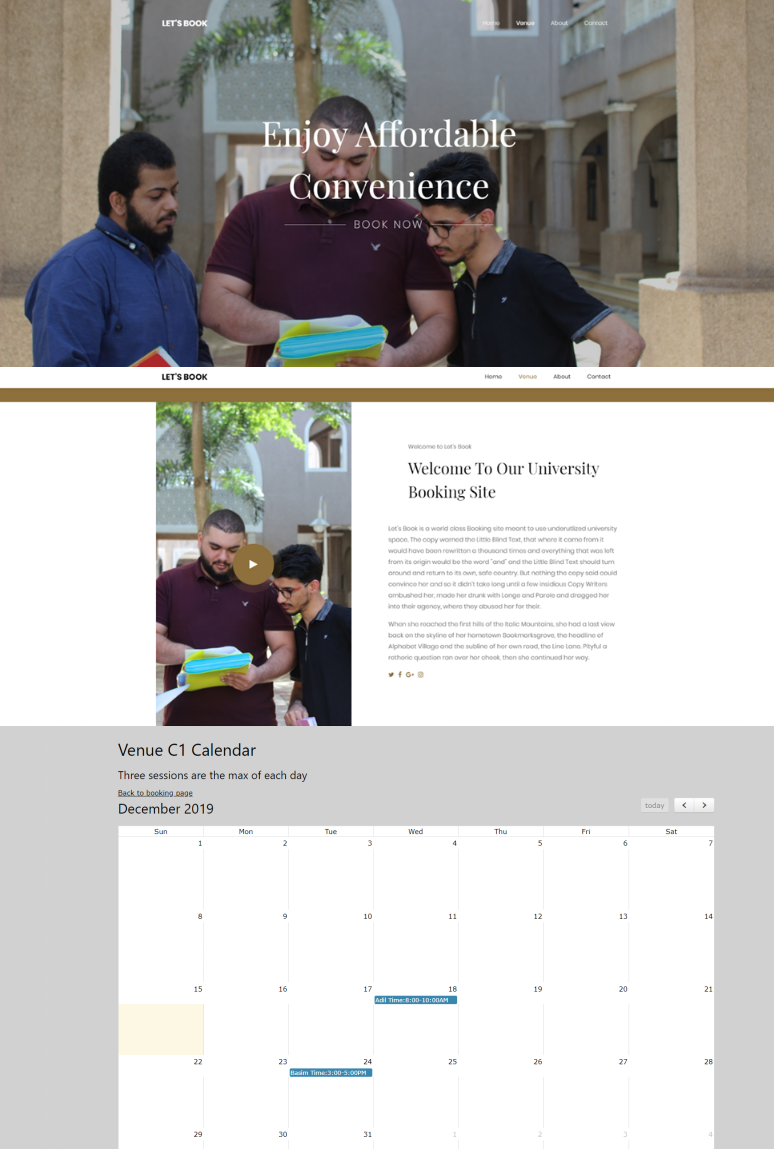 LET'S BOOK
Home Venue About Contact
Enjoy Affordable
Convenience
BOOK NOW
LET'S BOOK
Home Venue About Contact
Welcome to Let's Book
Welcome To Our University
Booking Site
Let's Book is a world class Booking site meant to use underutilized university
space. The copy warned the Little Blind Text, that where it came from it
would have been rewritten a thousand times and everything that was left
from its origin would be the word "and" and the Little Blind Text should turn
around and return to its own, safe country. But nothing the copy said could
convince her and so it didn't take long until a few insidious Copy Writers
ambushed her, made her drunk with Longe and Parole and dragged her
into their agency, where they abused her for their.
When she reached the first hills of the Italic Mountains, she had a last view
back on the skyline of her hometown Bookmarksgrove, the headline of
Alphabet Village and the subline of her own road, the Line Lane. Pityful a
rethoric question ran over her cheek, then she continued her way.
Venue C1 Calendar
Three sessions are the max of each day
Back to booking page
December 2019
today
Sun Mon Tue Wed Thu Fri Sat
1 2 3 4 5 6 7
8 9 10 11 12 13 14
15 16 17 18 19 20 21
Adil Time:8:00-10:00AM
22 23 24 25 26 27 28
Basim Time:3:00-5:00PM
29 30 31 1 2 3 4